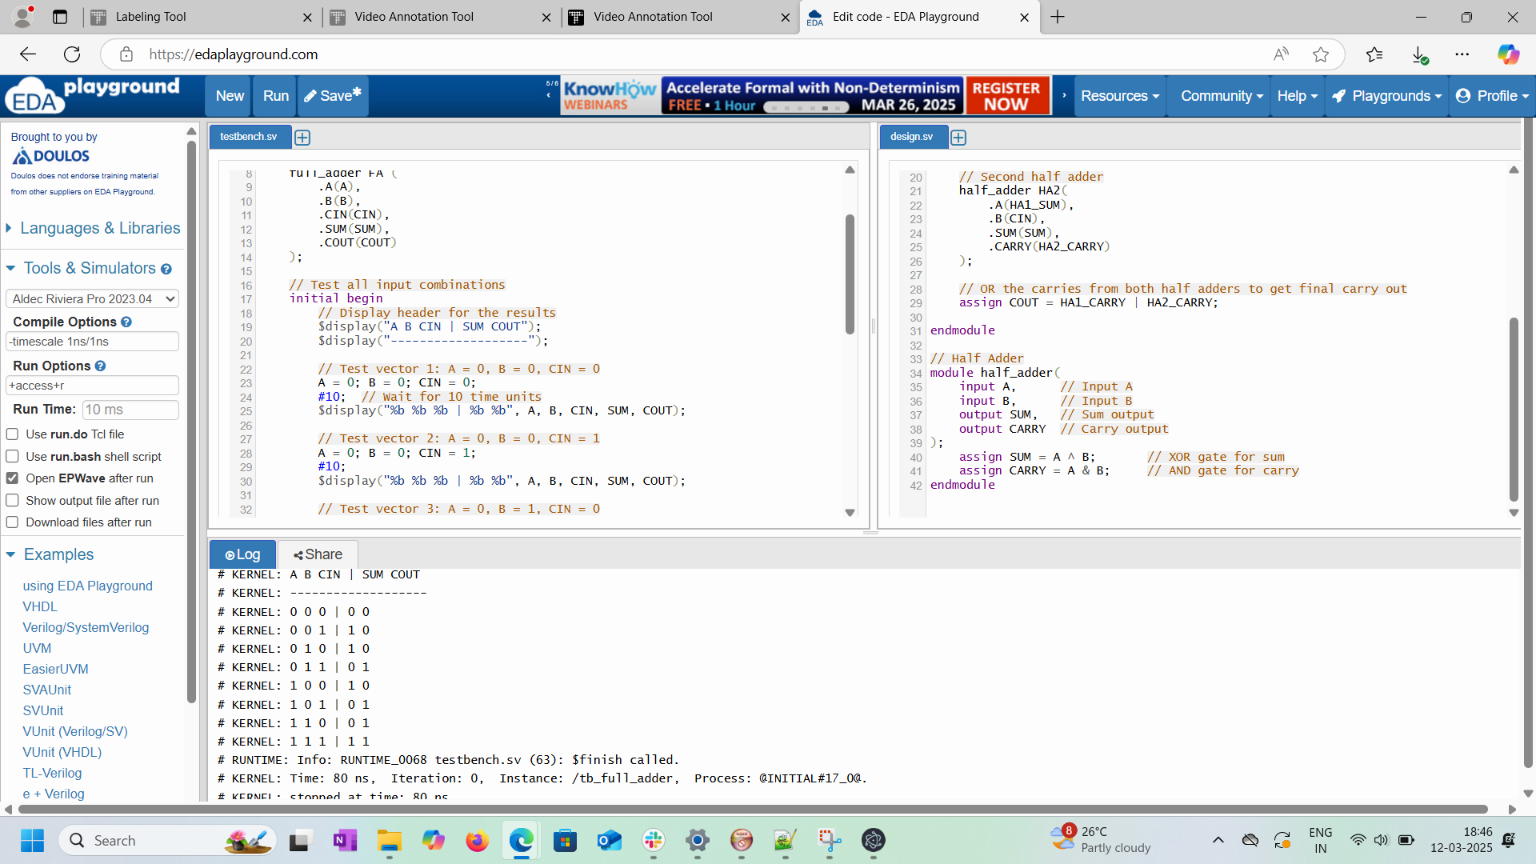 Labeling Tool
Video Annotation Tool
Video Annotation Tool
Edit code - EDA Playground
https://edaplayground.com
EDA playground
New
Run
Save*
5/6
KnowHow WEBINARS
Accelerate Formal with Non-Determinism
FREE • 1 Hour
MAR 26, 2025
REGISTER NOW
Resources
Community
Help
Playgrounds
Profile
Brought to you by
DOULOS
Doulos does not endorse training material
from other suppliers on EDA Playground.
Languages & Libraries
Tools & Simulators
Aldec Riviera Pro 2023.04
Compile Options
-timescale 1ns/1ns
Run Options
+access+r
Run Time: 10 ms
Use run.do Tcl file
Use run.bash shell script
Open EPWave after run
Show output file after run
Download files after run
Examples
using EDA Playground
VHDL
Verilog/SystemVerilog
UVM
EasierUVM
SVAUnit
SVUnit
VUnit (Verilog/SV)
VUnit (VHDL)
TL-Verilog
e + Verilog
testbench.sv
8 full_adder FA (
9 .A(A),
10 .B(B),
11 .CIN(CIN),
12 .SUM(SUM),
13 .COUT(COUT)
14 );
15
16 // Test all input combinations
17 initial begin
18 // Display header for the results
19 $display("A B CIN | SUM COUT");
20 $display("-------------------");
21
22 // Test vector 1: A = 0, B = 0, CIN = 0
23 A = 0; B = 0; CIN = 0;
24 #10; // Wait for 10 time units
25 $display("%b %b %b | %b %b", A, B, CIN, SUM, COUT);
26
27 // Test vector 2: A = 0, B = 0, CIN = 1
28 A = 0; B = 0; CIN = 1;
29 #10;
30 $display("%b %b %b | %b %b", A, B, CIN, SUM, COUT);
31
32 // Test vector 3: A = 0, B = 1, CIN = 0
design.sv
20 // Second half adder
21 half_adder HA2(
22 .A(HA1_SUM),
23 .B(CIN),
24 .SUM(SUM),
25 .CARRY(HA2_CARRY)
26 );
27
28 // OR the carries from both half adders to get final carry out
29 assign COUT = HA1_CARRY | HA2_CARRY;
30
31 endmodule
32
33 // Half Adder
34 module half_adder(
35 input A, // Input A
36 input B, // Input B
37 output SUM, // Sum output
38 output CARRY // Carry output
39 );
40 assign SUM = A ^ B; // XOR gate for sum
41 assign CARRY = A & B; // AND gate for carry
42 endmodule
Log
Share
# KERNEL: A B CIN | SUM COUT
# KERNEL: -------------------
# KERNEL: 0 0 0 | 0 0
# KERNEL: 0 0 1 | 1 0
# KERNEL: 0 1 0 | 1 0
# KERNEL: 0 1 1 | 0 1
# KERNEL: 1 0 0 | 1 0
# KERNEL: 1 0 1 | 0 1
# KERNEL: 1 1 0 | 0 1
# KERNEL: 1 1 1 | 1 1
# RUNTIME: Info: RUNTIME_0068 testbench.sv (63): $finish called.
# KERNEL: Time: 80 ns, Iteration: 0, Instance: /tb_full_adder, Process: @INITIAL#17_0@.
# KERNEL: stopped at time: 80 ns
Search
8
26°C
Partly cloudy
ENG
IN
18:46
12-03-2025